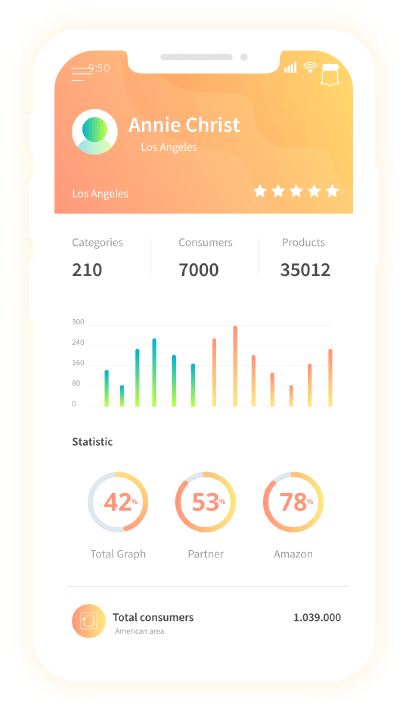 9:50
Annie Christ
Los Angeles
Los Angeles
Categories Consumers Products
210 7000 35012
300
240
160
80
0
Statistic
42% 53% 78%
Total Graph Partner Amazon
Total consumers 1.039.000
American area